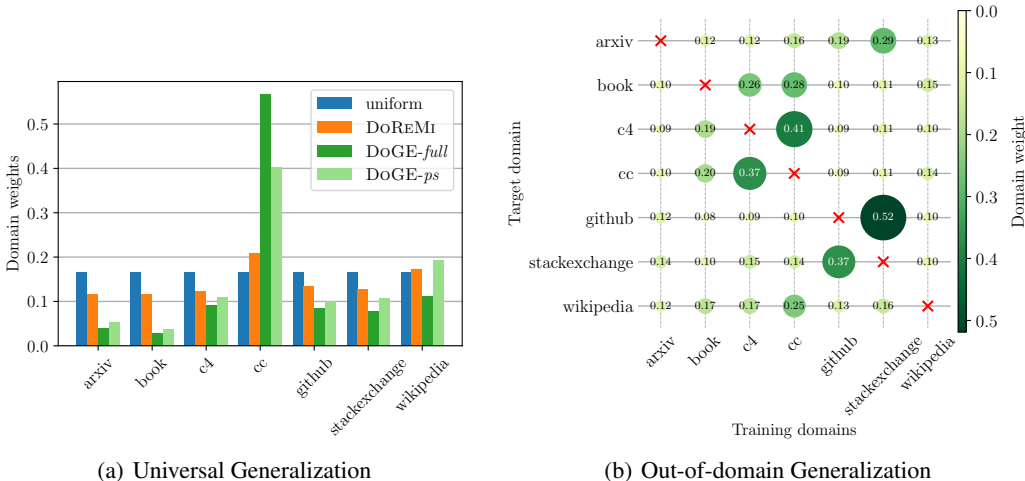 Domain weights
0.5
0.4
0.3
0.2
0.1
0.0
uniform
DOREMI
DOGE-full
DOGE-ps
arxiv
book
c4
cc
github
stackexchange
wikipedia
(a) Universal Generalization
Target domain
arxiv 0.12 0.12 0.16 0.19 0.29 0.13
book 0.10 0.26 0.28 0.10 0.11 0.15
c4 0.09 0.19 0.41 0.09 0.11 0.10
cc 0.10 0.20 0.37 0.09 0.11 0.14
github 0.12 0.08 0.09 0.10 0.52 0.10
stackexchange 0.14 0.10 0.15 0.14 0.37 0.10
wikipedia 0.12 0.17 0.17 0.25 0.13 0.16
arxiv
book
c4
cc
github
stackexchange
wikipedia
Training domains
0.0
0.1
0.2
0.3
0.4
0.5
Domain weight
(b) Out-of-domain Generalization